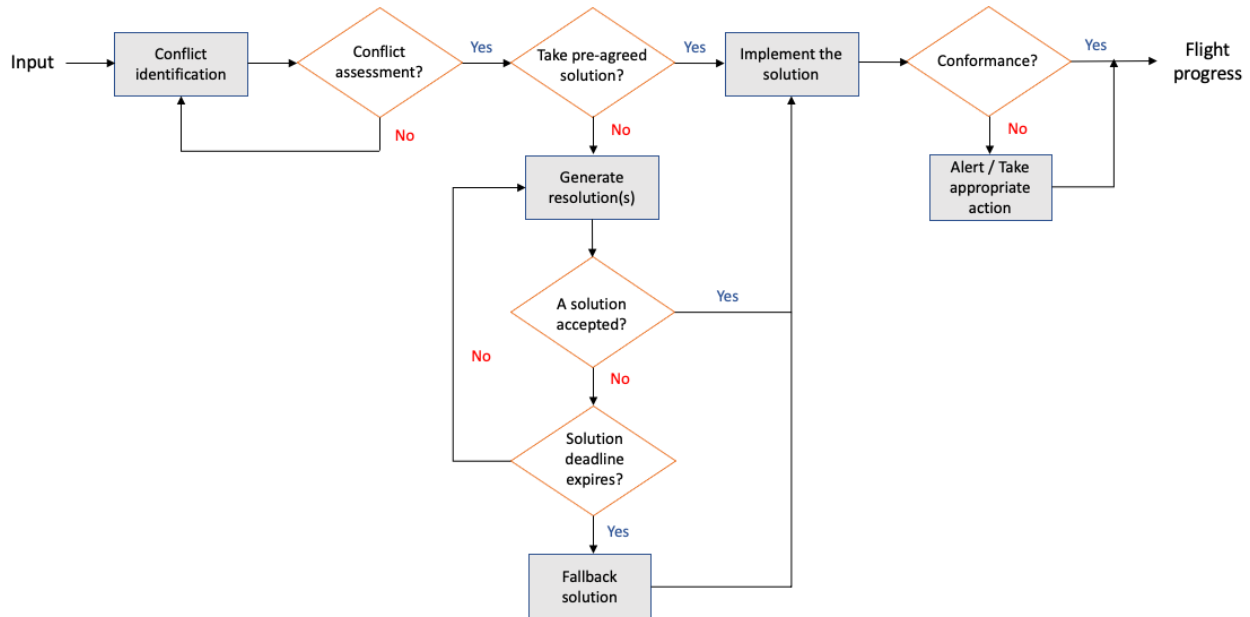 Input
Conflict
identification
Conflict
assessment?
Yes
No
Take pre-agreed
solution?
Yes
No
Implement the
solution
Conformance?
Yes
No
Flight
progress
Alert / Take
appropriate
action
Generate
resolution(s)
A solution
accepted?
Yes
No
No
Solution
deadline
expires?
Yes
Fallback
solution